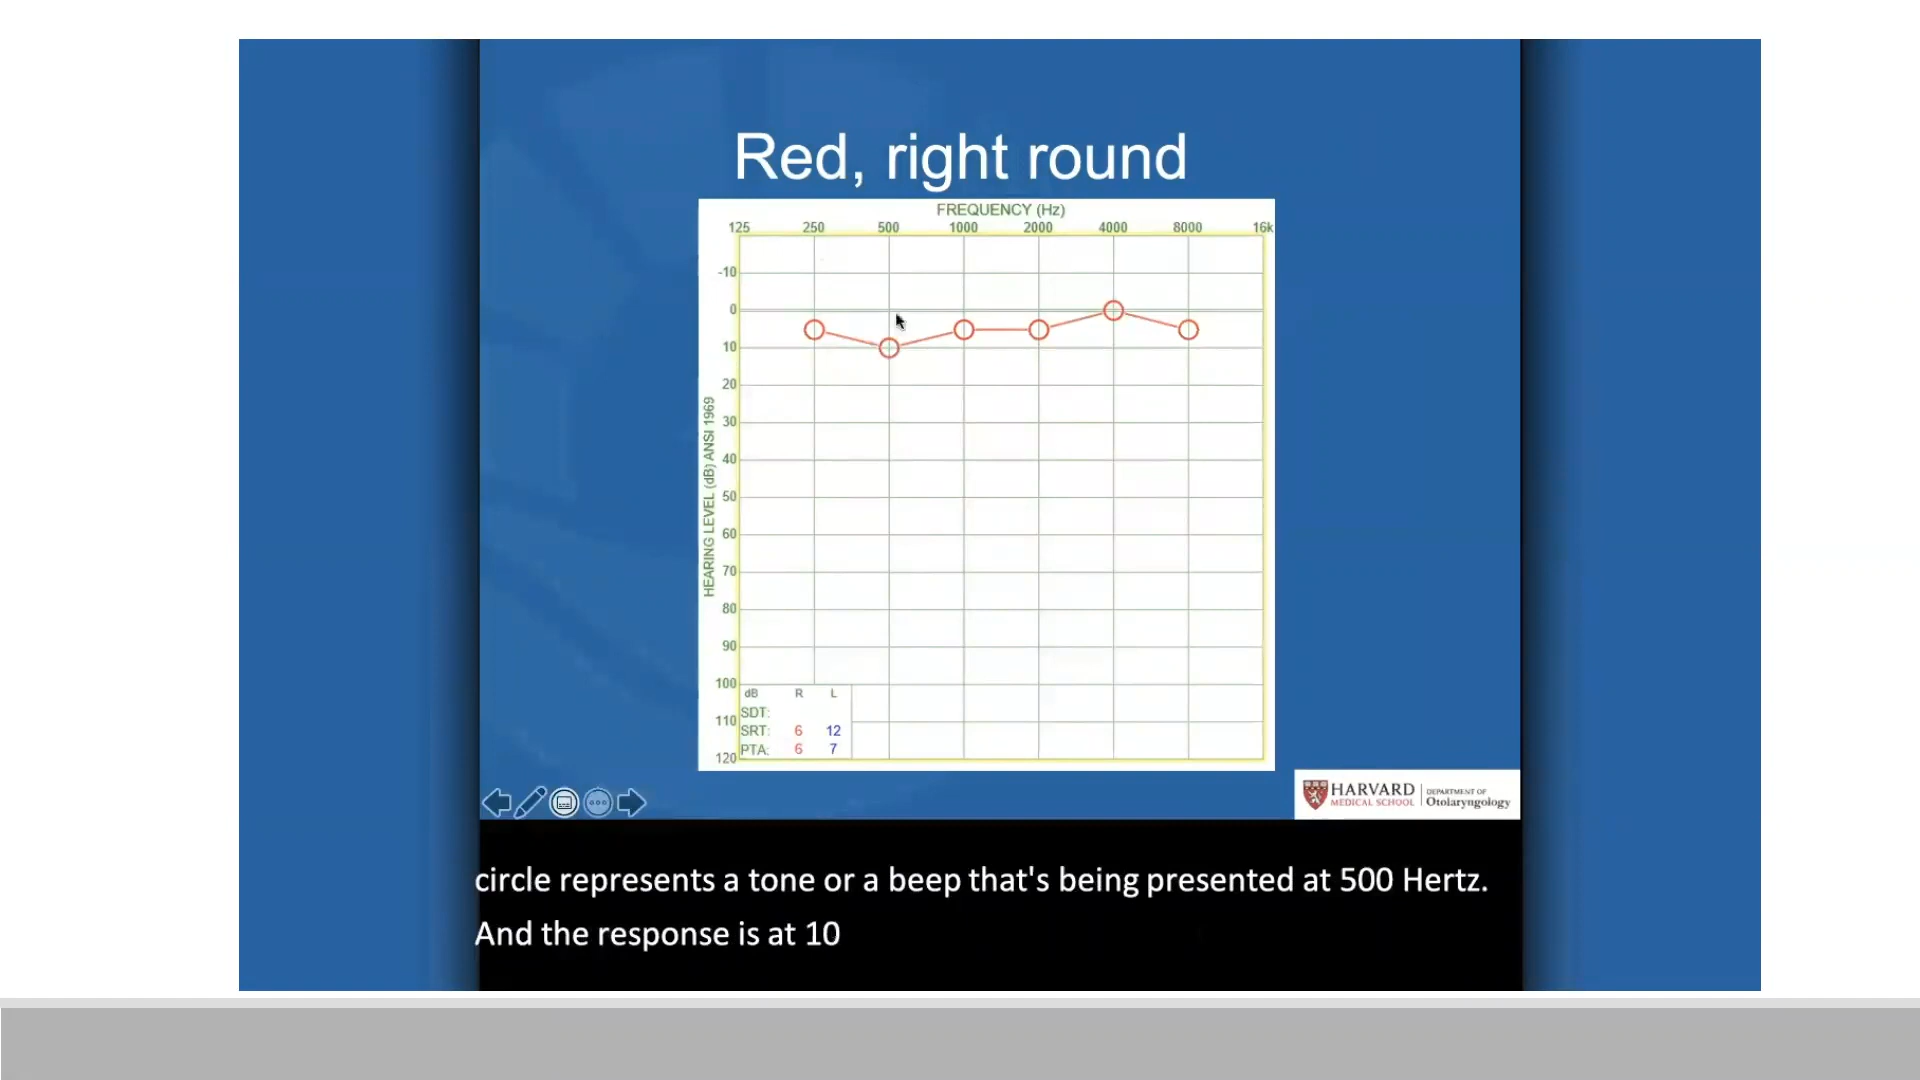 Red, right round
FREQUENCY (Hz)
125 250 500 1000 2000 4000 8000 16k
HEARING LEVEL (dB) ANSI 1969
-10
0
10
20
30
40
50
60
70
80
90
100
110
120
dB R L
SDT:
SRT: 6 12
PTA: 6 7
HARVARD
MEDICAL SCHOOL
DEPARTMENT OF
Otolaryngology
circle represents a tone or a beep that's being presented at 500 Hertz.
And the response is at 10